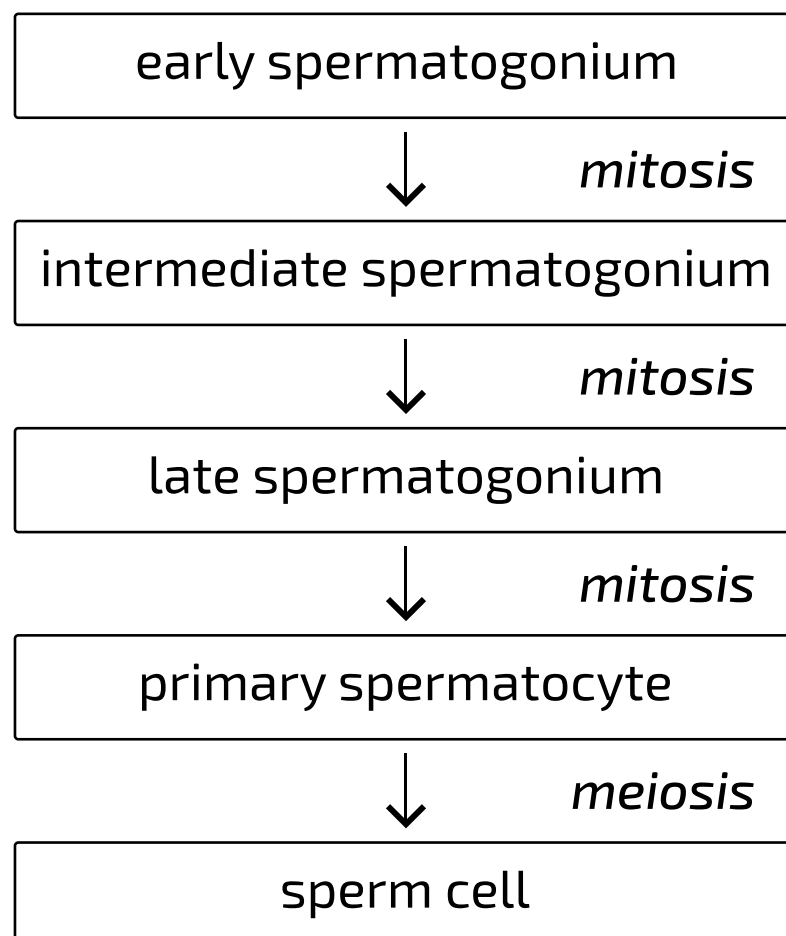 early spermatogonium
mitosis
intermediate spermatogonium
mitosis
late spermatogonium
mitosis
primary spermatocyte
meiosis
sperm cell